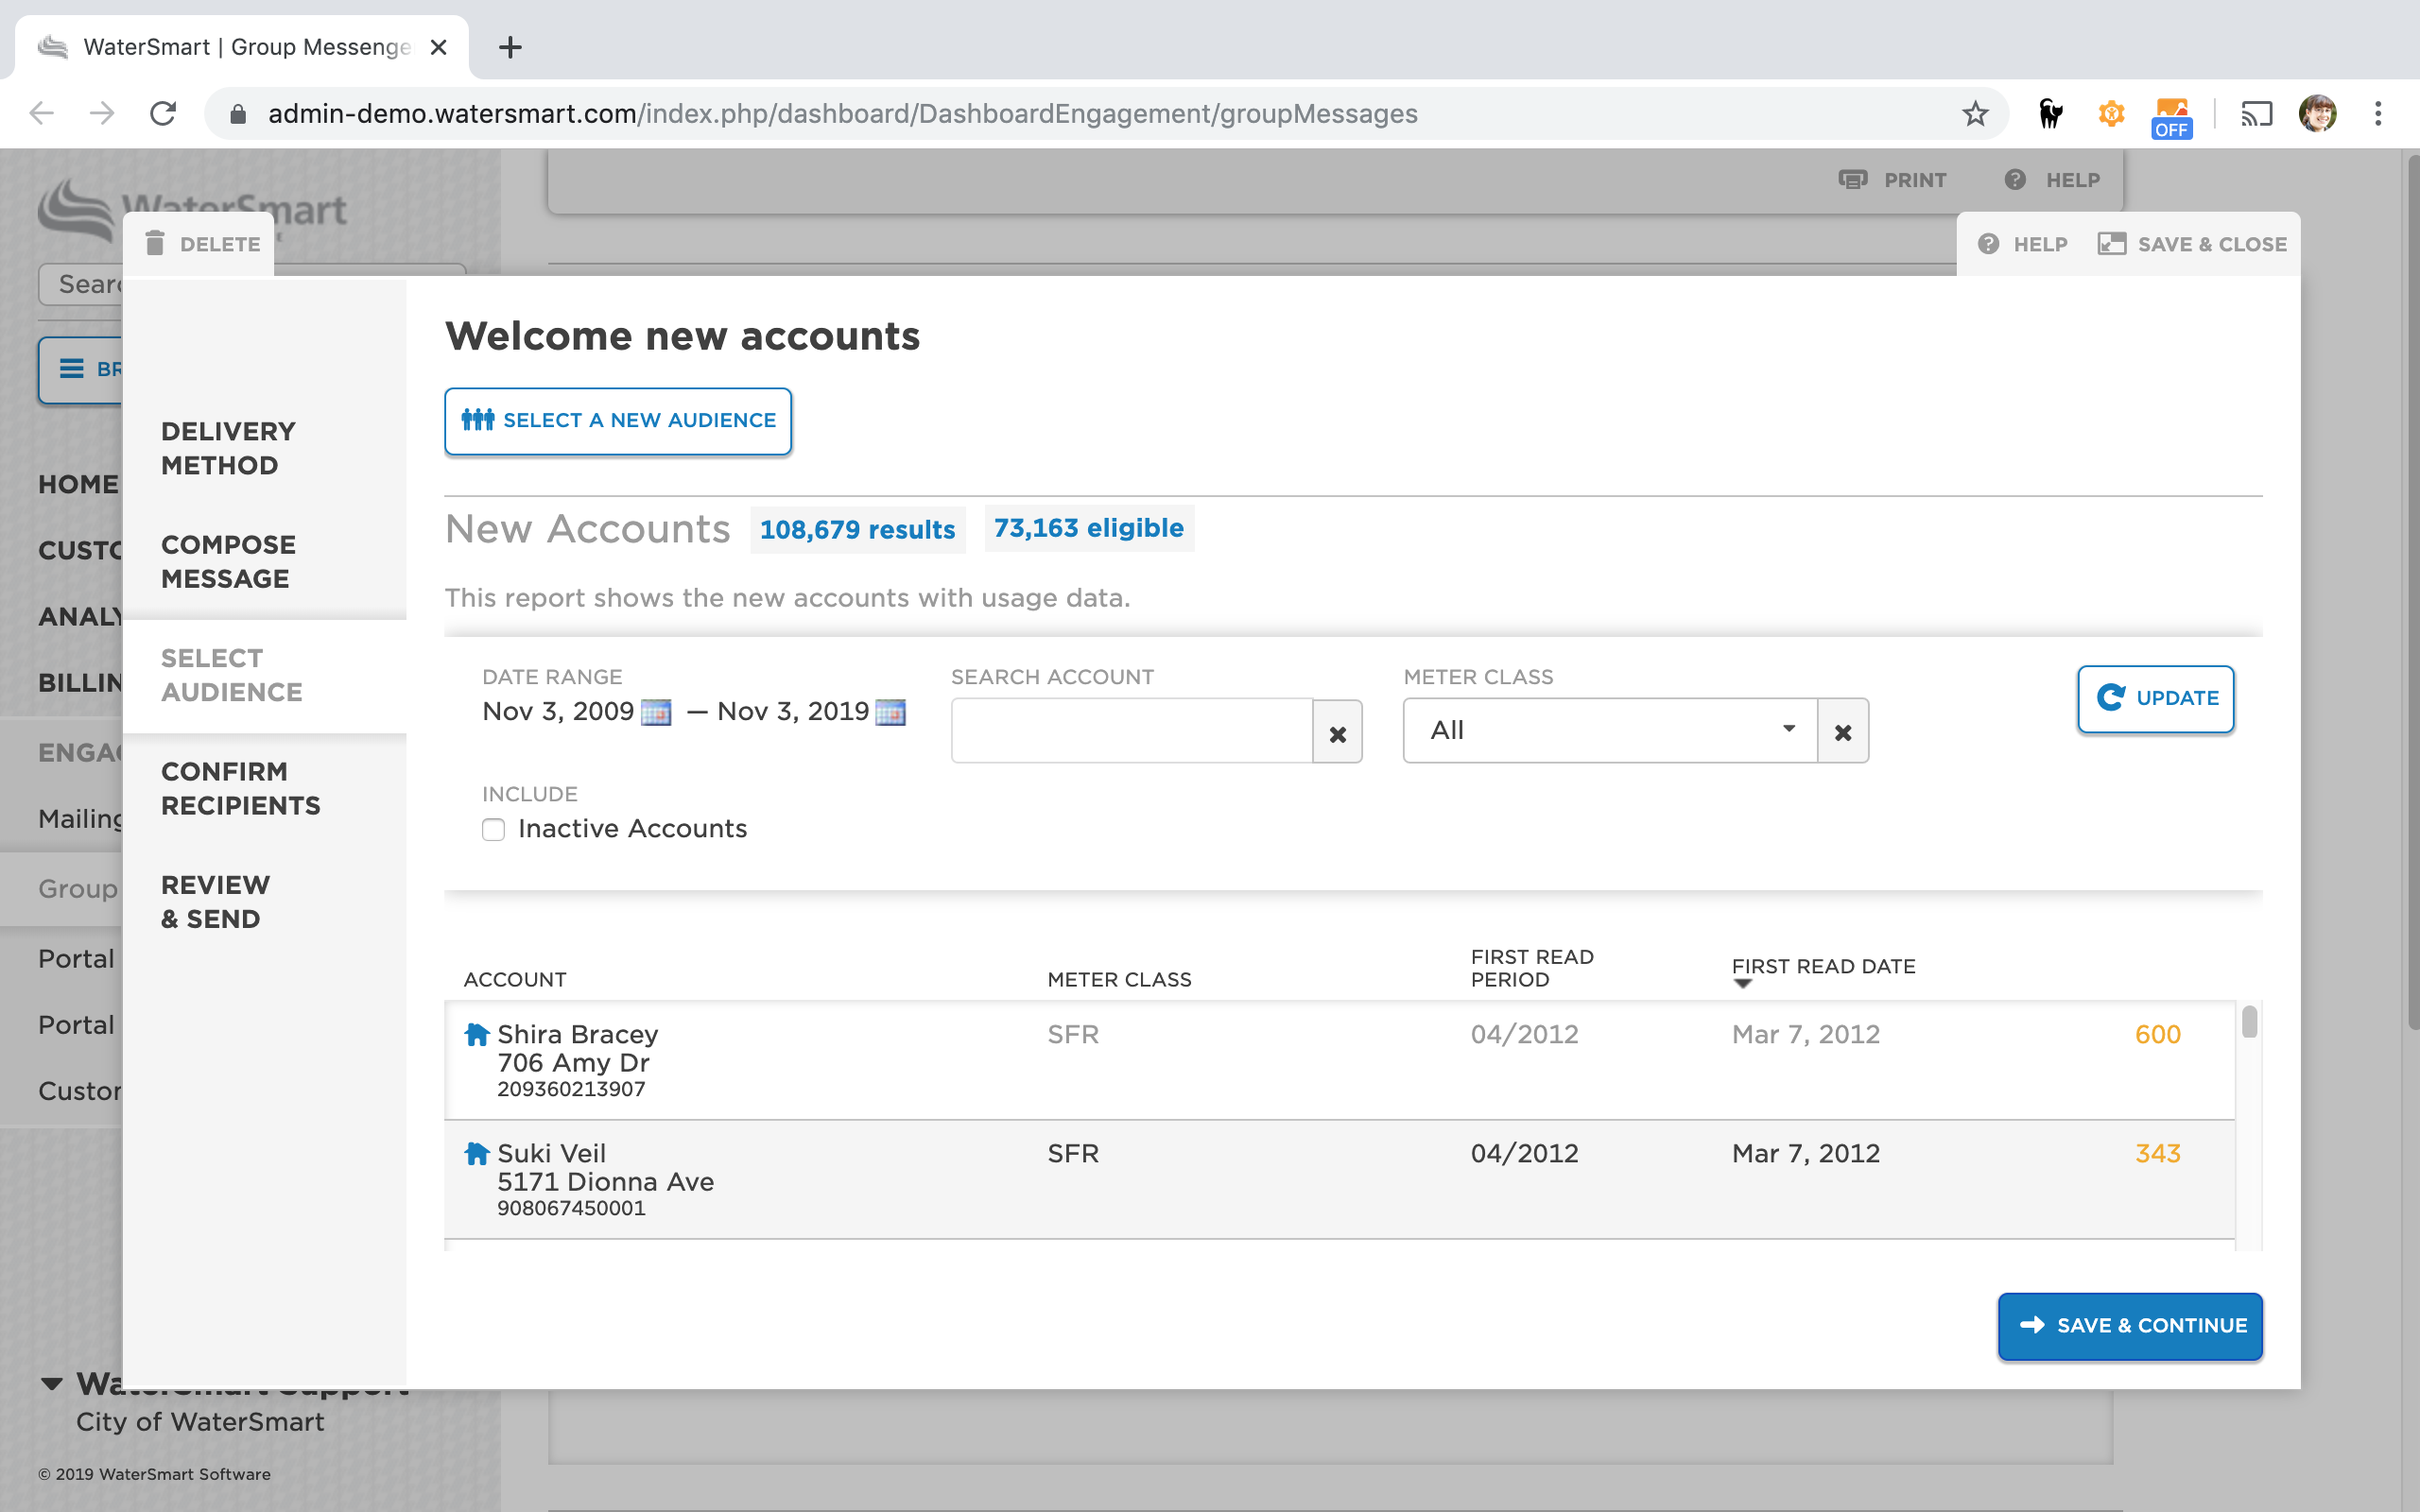 WaterSmart | Group Messenge
admin-demo.watersmart.com/index.php/dashboard/DashboardEngagement/groupMessages
OFF
PRINT
HELP
WaterSmart
DELETE
HELP
SAVE & CLOSE
Sear
BR
HOME
CUSTO
ANALY
BILLIN
ENGA
Mailing
Group
Portal
Portal
Custor
DELIVERY
METHOD
COMPOSE
MESSAGE
SELECT
AUDIENCE
CONFIRM
RECIPIENTS
REVIEW
& SEND
Welcome new accounts
SELECT A NEW AUDIENCE
New Accounts 108,679 results 73,163 eligible
This report shows the new accounts with usage data.
DATE RANGE
Nov 3, 2009 — Nov 3, 2019
SEARCH ACCOUNT
METER CLASS
All
UPDATE
INCLUDE
Inactive Accounts
ACCOUNT
METER CLASS
FIRST READ
PERIOD
FIRST READ DATE
Shira Bracey SFR 04/2012 Mar 7, 2012 600
706 Amy Dr
209360213907
Suki Veil SFR 04/2012 Mar 7, 2012 343
5171 Dionna Ave
908067450001
SAVE & CONTINUE
WaterSmart Support
City of WaterSmart
© 2019 WaterSmart Software